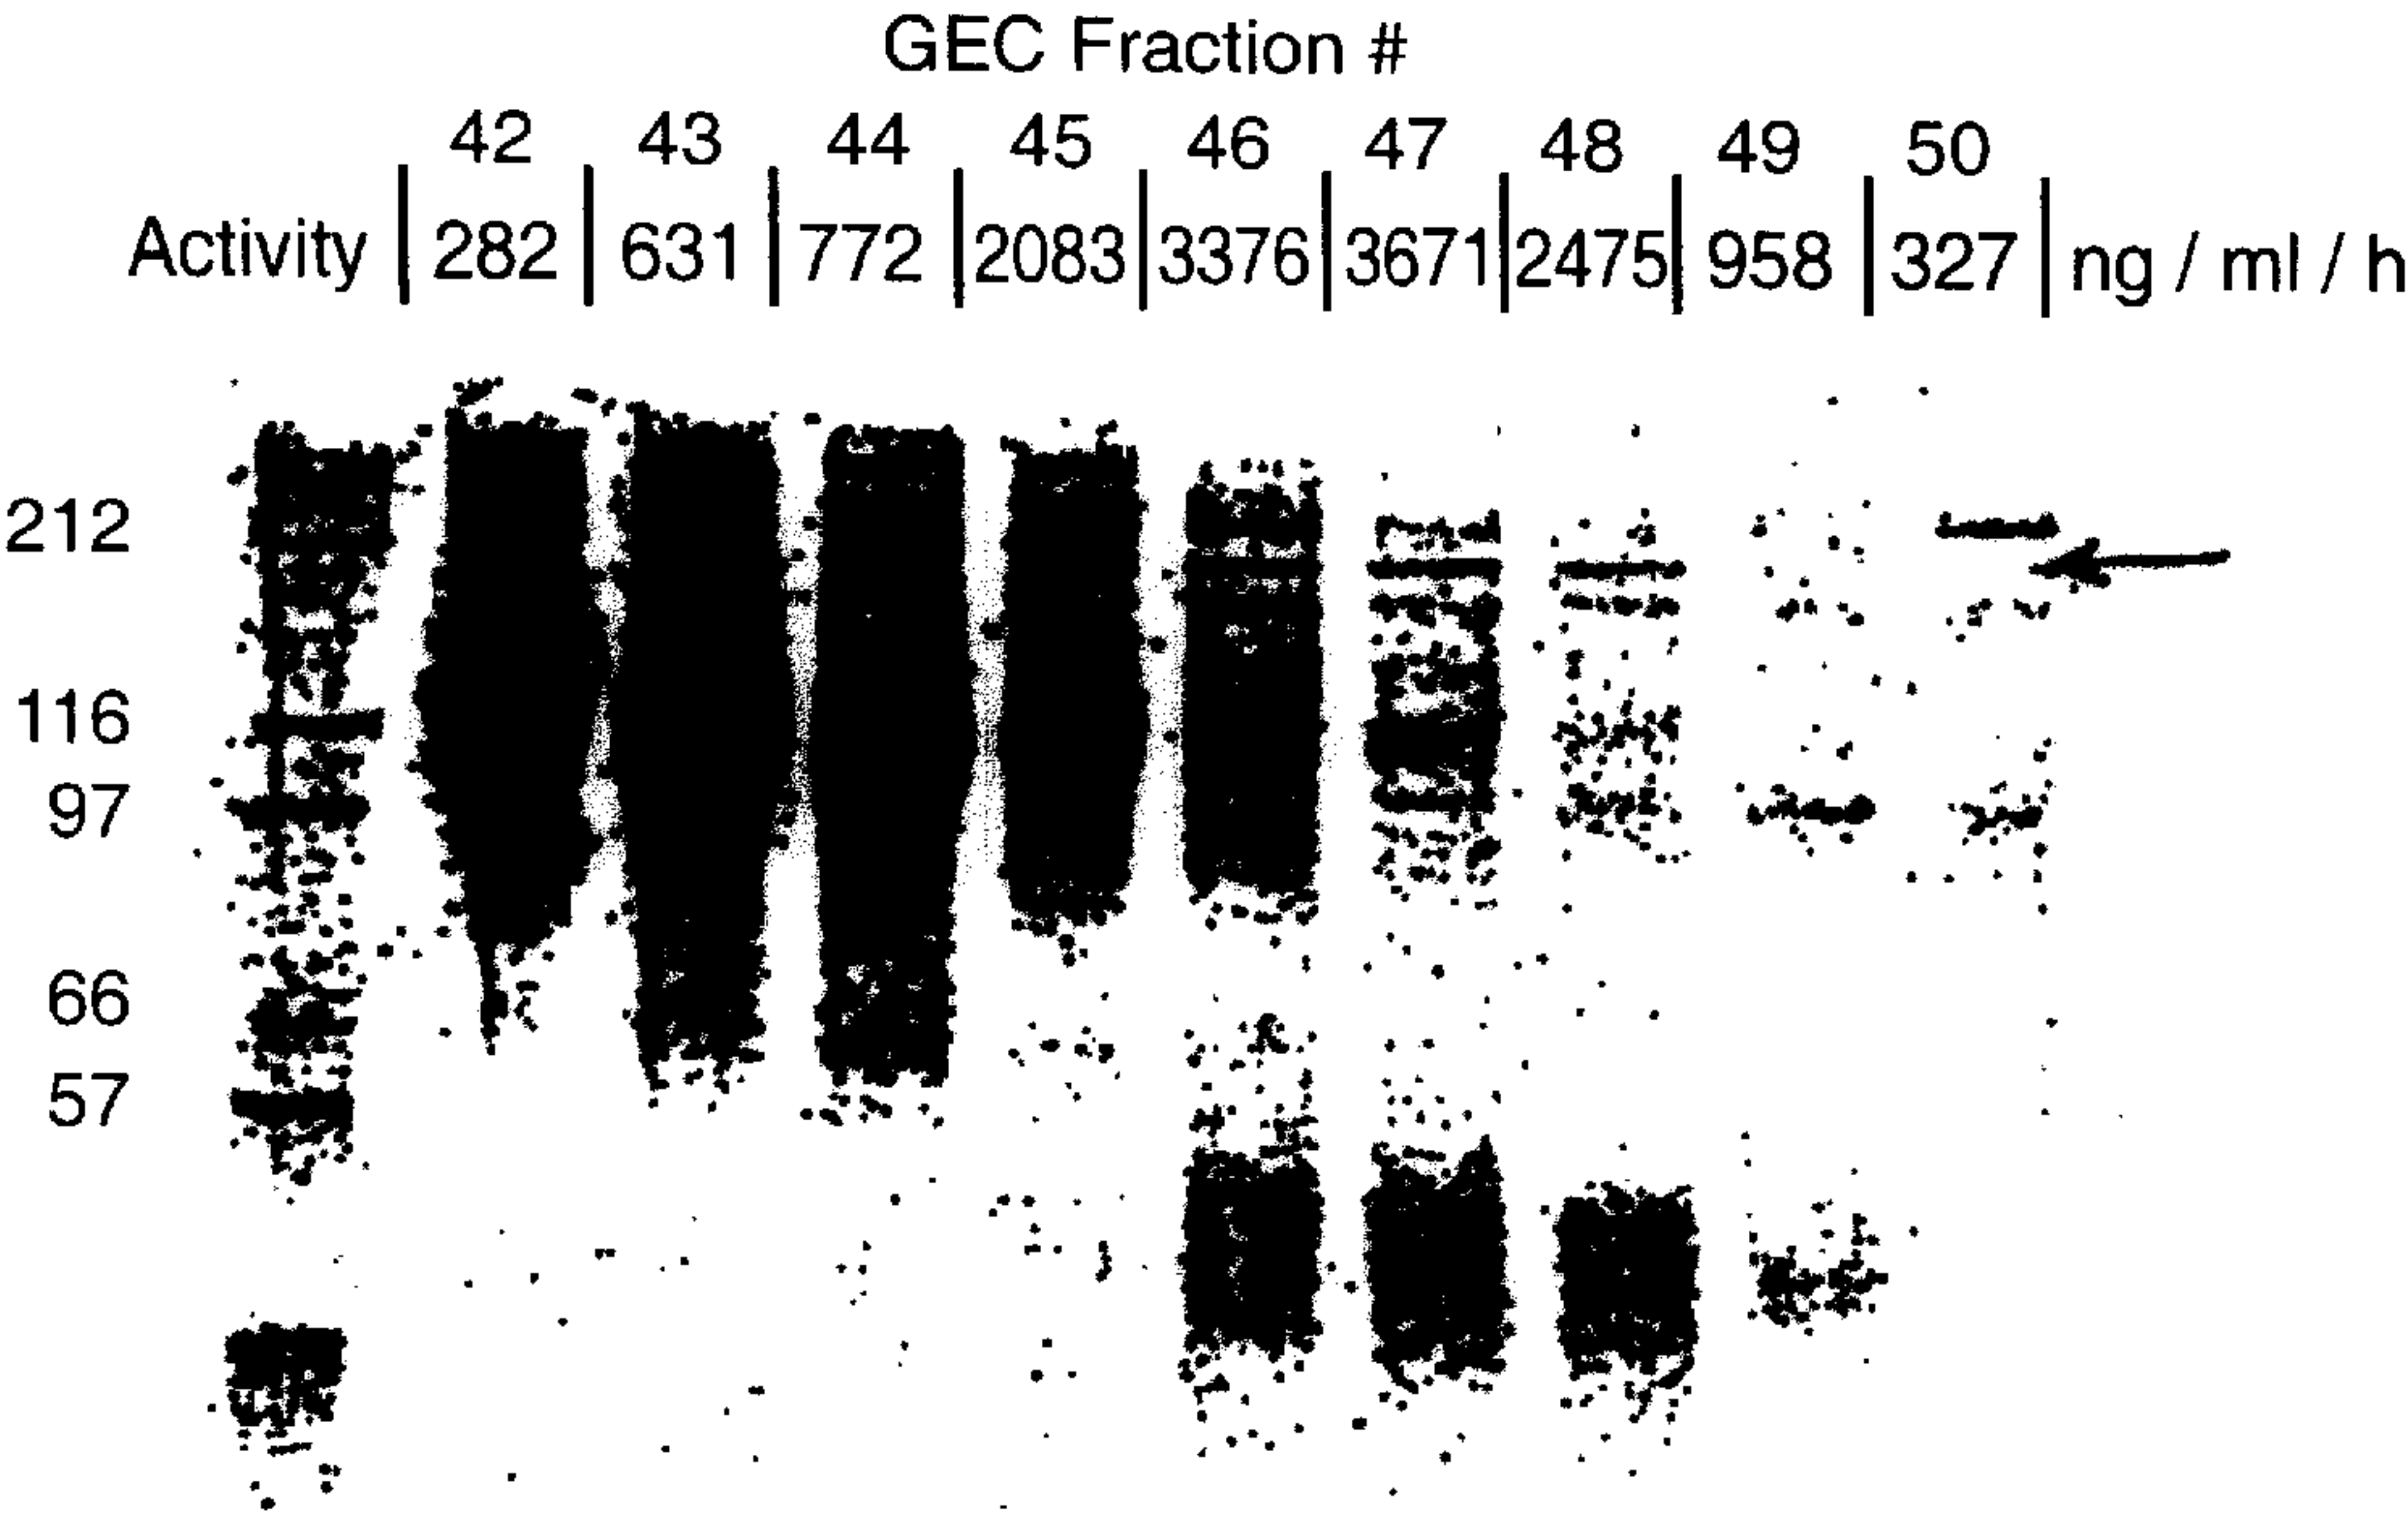 GEC Fraction #
42 43 44 45 46 47 48 49 50
Activity | 282 | 631 | 772 | 2083 | 3376 | 3671 | 2475 | 958 | 327 | ng / ml / h
212
116
97
66
57